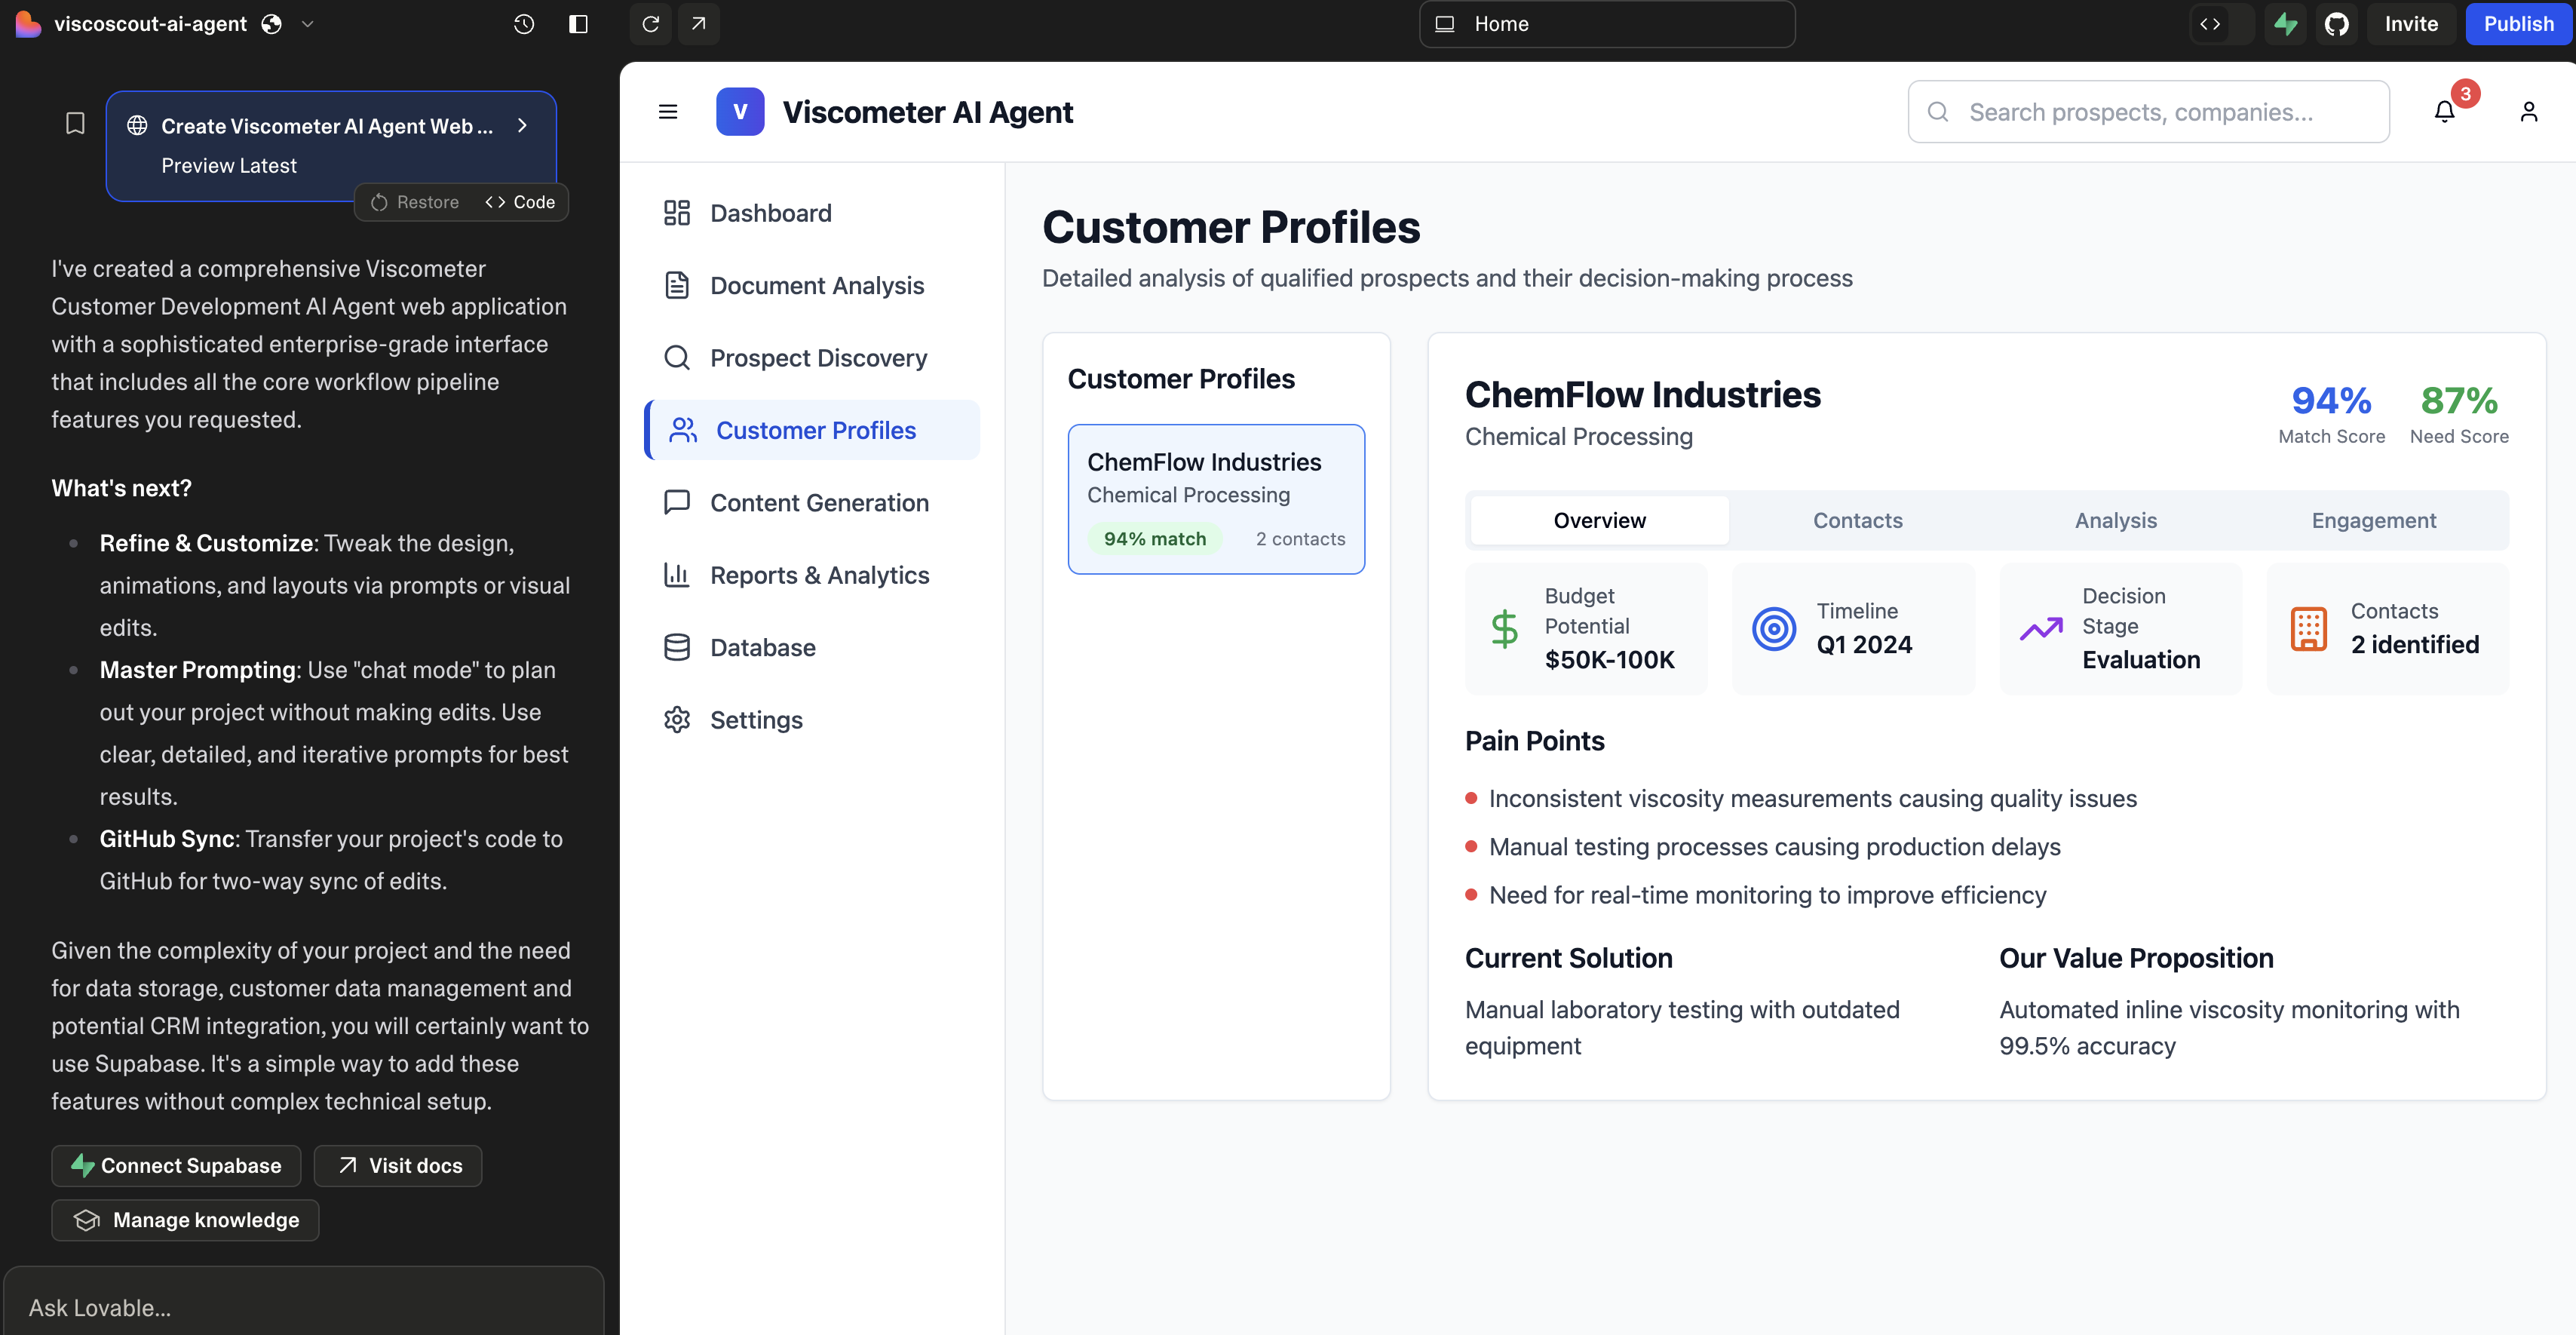 viscoscout-ai-agent
Home
Invite
Publish
Create Viscometer AI Agent Web ...
Preview Latest
Restore
Code
I've created a comprehensive Viscometer
Customer Development AI Agent web application
with a sophisticated enterprise-grade interface
that includes all the core workflow pipeline
features you requested.
What's next?
Refine & Customize: Tweak the design,
animations, and layouts via prompts or visual
edits.
Master Prompting: Use "chat mode" to plan
out your project without making edits. Use
clear, detailed, and iterative prompts for best
results.
GitHub Sync: Transfer your project's code to
GitHub for two-way sync of edits.
Given the complexity of your project and the need
for data storage, customer data management and
potential CRM integration, you will certainly want to
use Supabase. It's a simple way to add these
features without complex technical setup.
Connect Supabase
Visit docs
Manage knowledge
Ask Lovable...
V
Viscometer AI Agent
Search prospects, companies...
3
Dashboard
Document Analysis
Prospect Discovery
Customer Profiles
Content Generation
Reports & Analytics
Database
Settings
Customer Profiles
Detailed analysis of qualified prospects and their decision-making process
Customer Profiles
ChemFlow Industries
Chemical Processing
94% match
2 contacts
ChemFlow Industries
Chemical Processing
94%
Match Score
87%
Need Score
Overview
Contacts
Analysis
Engagement
Budget
Potential
$50K-100K
Timeline
Q1 2024
Decision
Stage
Evaluation
Contacts
2 identified
Pain Points
Inconsistent viscosity measurements causing quality issues
Manual testing processes causing production delays
Need for real-time monitoring to improve efficiency
Current Solution
Manual laboratory testing with outdated
equipment
Our Value Proposition
Automated inline viscosity monitoring with
99.5% accuracy